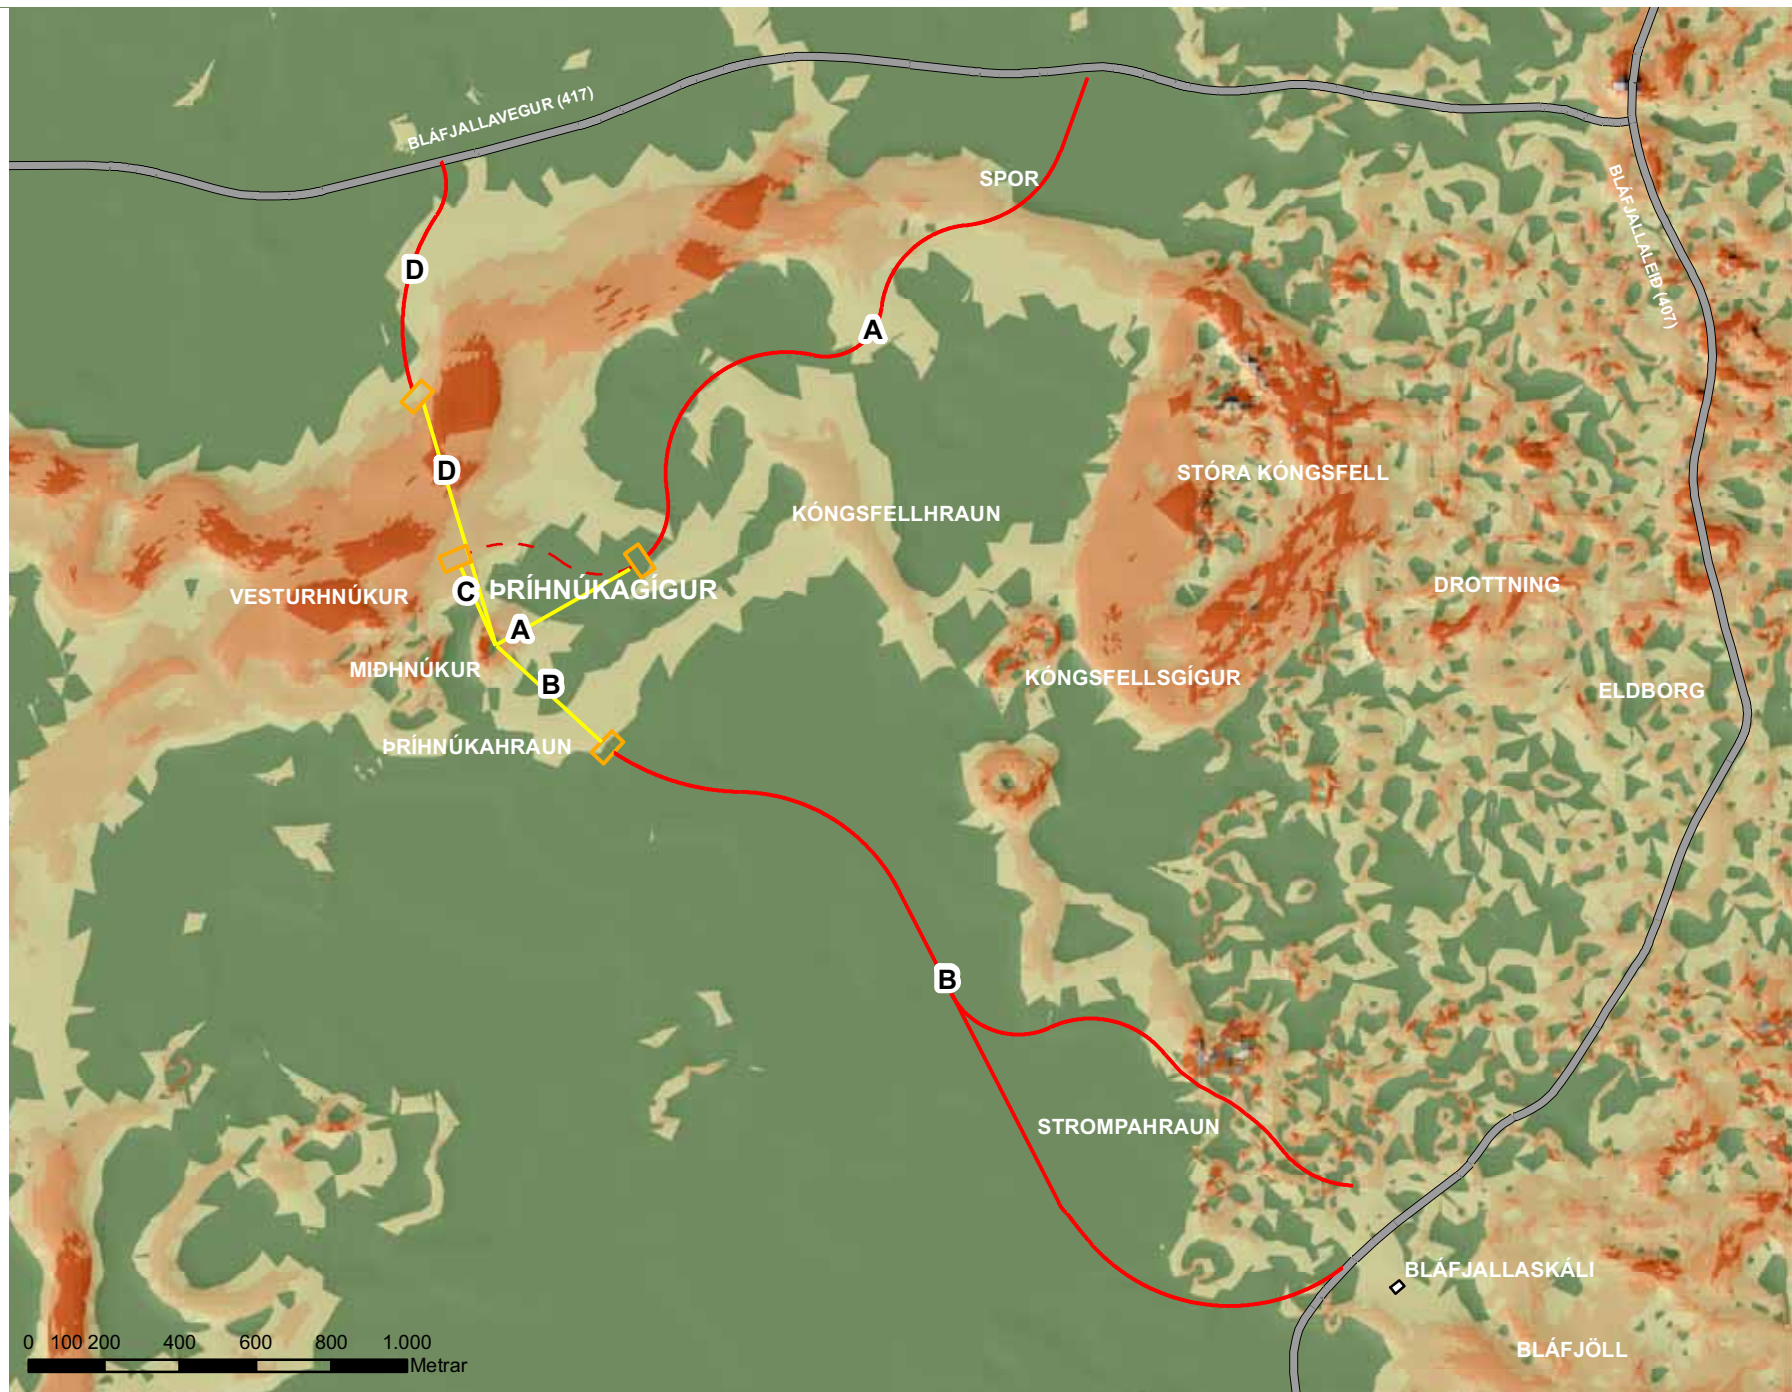 BLÁFJALLAVEGUR (417)
SPOR
BLÁFJALLALEIÐ (407)
D
A
D
STÓRA KÓNGSFELL
KÓNGSFELLHRAUN
DROTTNING
VESTURHNÚKUR
C
ÞRÍHNÚKAGÍGUR
A
MIÐHNÚKUR
B
KÓNGSFELLSGÍGUR
ELDBORG
ÞRÍHNÚKAHRAUN
B
STROMPAHRAUN
BLÁFJALLASKÁLI
BLÁFJÖLL
0 100 200 400 600 800 1.000
Metrar